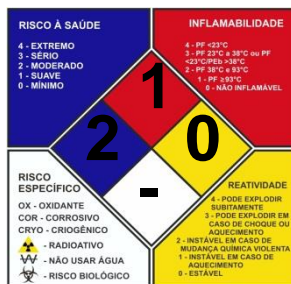 RISCO À SAÚDE
4 - EXTREMO
3 - SÉRIO
2 - MODERADO
1 - SUAVE
0 - MÍNIMO
INFLAMABILIDADE
4 - PF <23°C
3 - PF 23°C a 38°C ou PF
<23°C/PEb >38°C
2 - PF 38°C e 93°C
1 - PF ≥93°C
0 - NÃO INFLAMÁVEL
1
2
0
-
RISCO
ESPECÍFICO
OX - OXIDANTE
COR - CORROSIVO
CRYO - CRIOGÊNICO
- RADIOATIVO
W - NÃO USAR ÁGUA
- RISCO BIOLÓGICO
REATIVIDADE
4 - PODE EXPLODIR
SUBITAMENTE
3 - PODE EXPLODIR EM
CASO DE CHOQUE OU
AQUECIMENTO
2 - INSTÁVEL EM CASO DE
MUDANÇA QUÍMICA VIOLENTA
1 - INSTÁVEL EM CASO DE
AQUECIMENTO
0 - ESTÁVEL